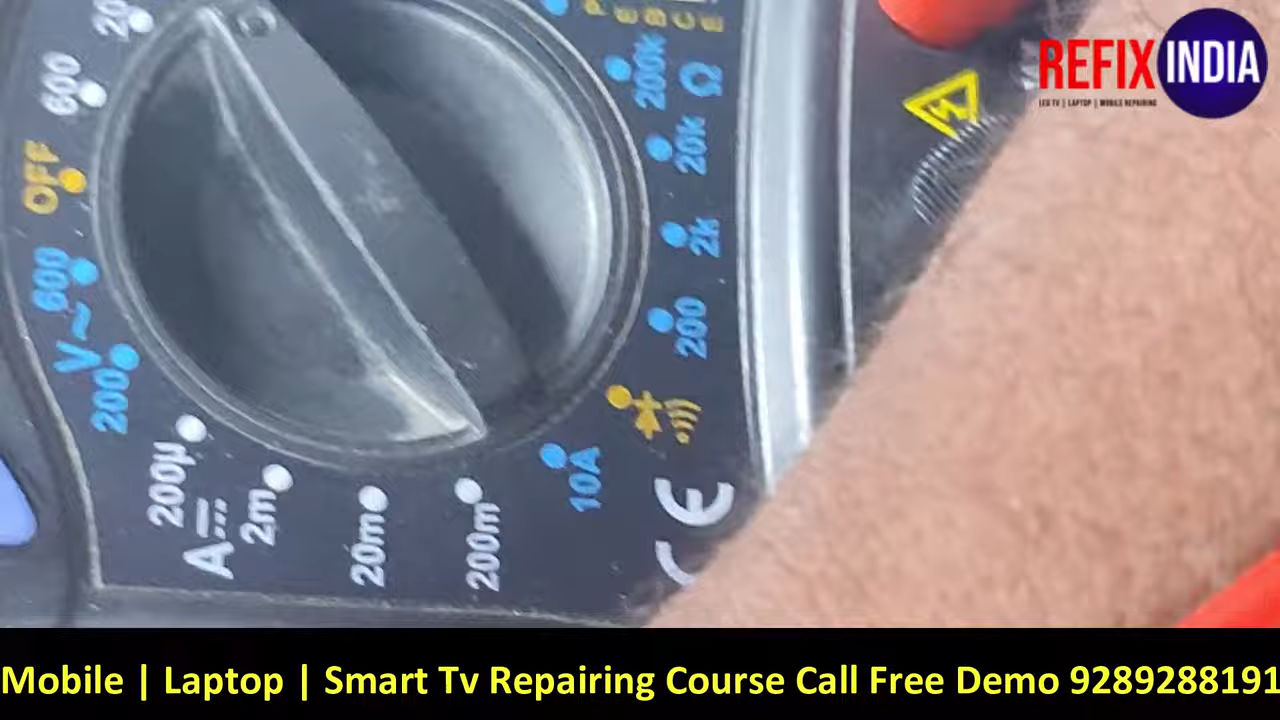 REFIX INDIA
LED TV | LAPTOP | MOBILE REPAIRING
20
600
OFF
600
V~
200
200µ
A
2m
20m
200m
10A
200
2k
20k
200k
Ω
E
B
C
E
CE
Mobile | Laptop | Smart Tv Repairing Course Call Free Demo 9289288191